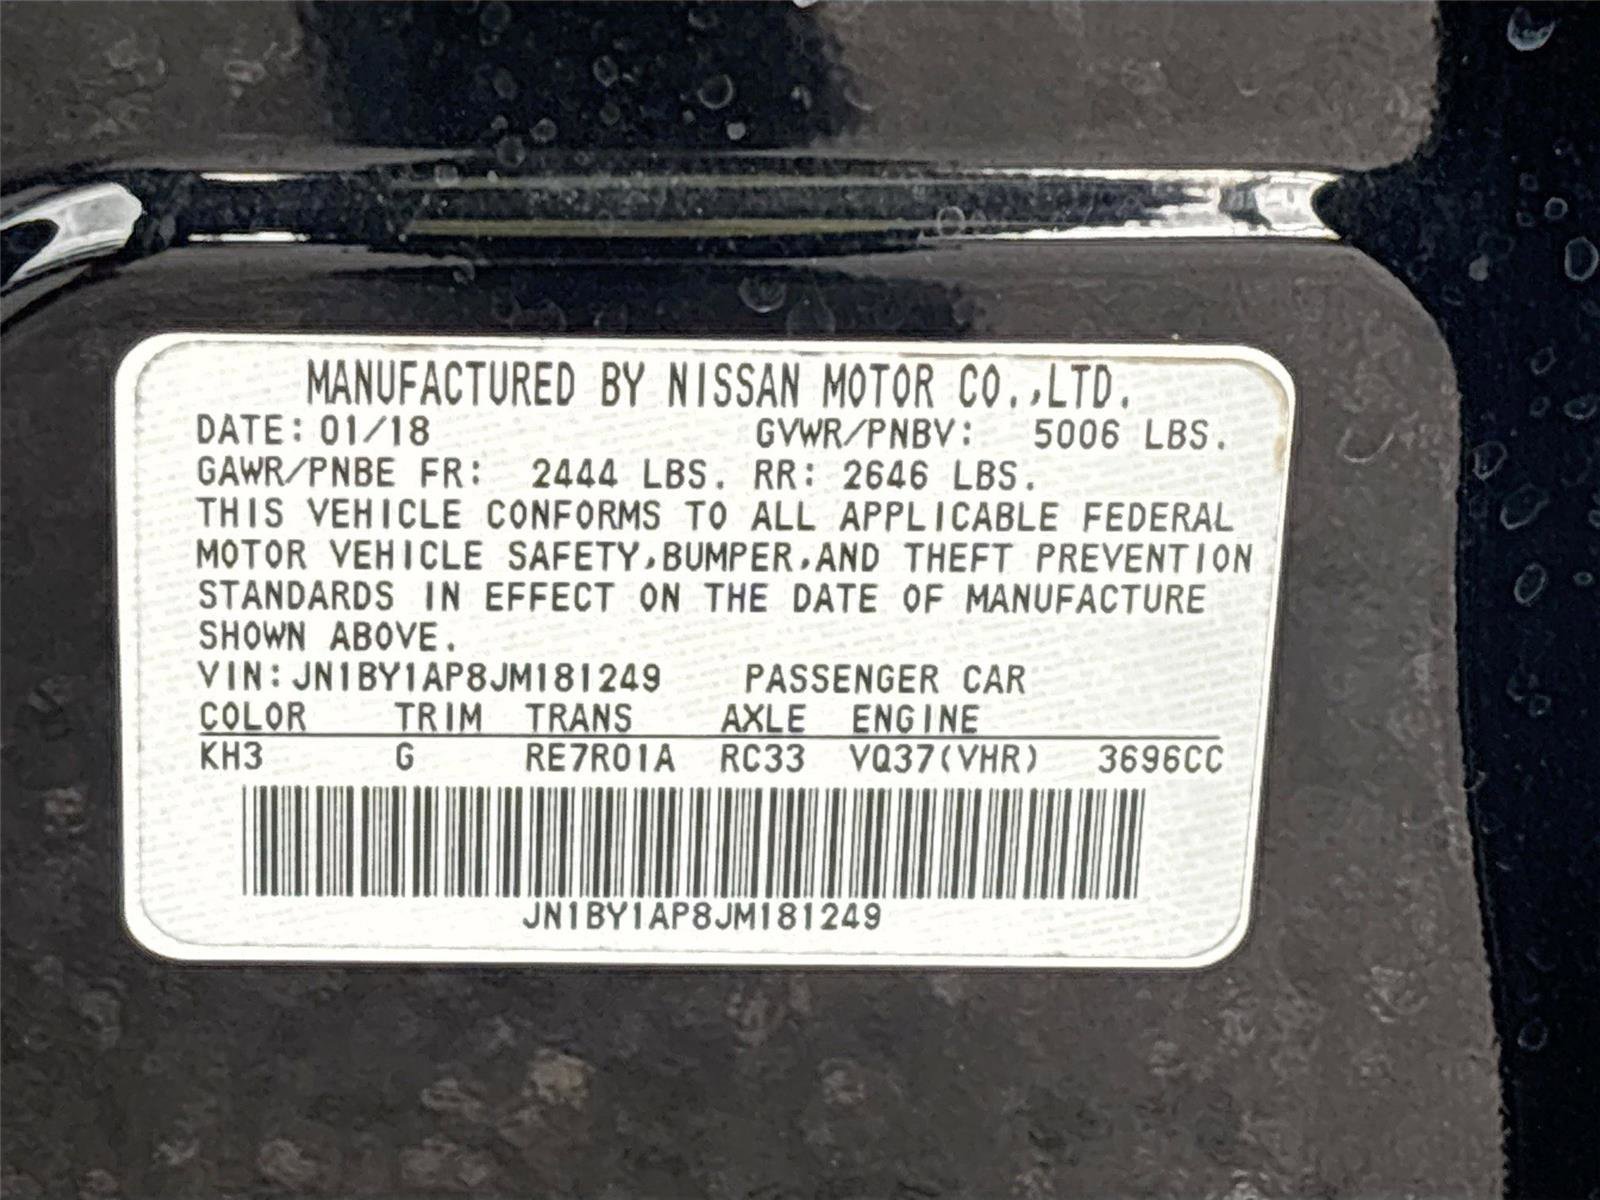 MANUFACTURED BY NISSAN MOTOR CO.,LTD.
DATE: 01/18 GVWR/PNBV: 5006 LBS.
GAWR/PNBE FR: 2444 LBS. RR: 2646 LBS.
THIS VEHICLE CONFORMS TO ALL APPLICABLE FEDERAL
MOTOR VEHICLE SAFETY,BUMPER,AND THEFT PREVENTION
STANDARDS IN EFFECT ON THE DATE OF MANUFACTURE
SHOWN ABOVE.
VIN:JN1BY1AP8JM181249 PASSENGER CAR
COLOR TRIM TRANS AXLE ENGINE
KH3 G RE7R01A RC33 VQ37(VHR) 3696CC
JN1BY1AP8JM181249